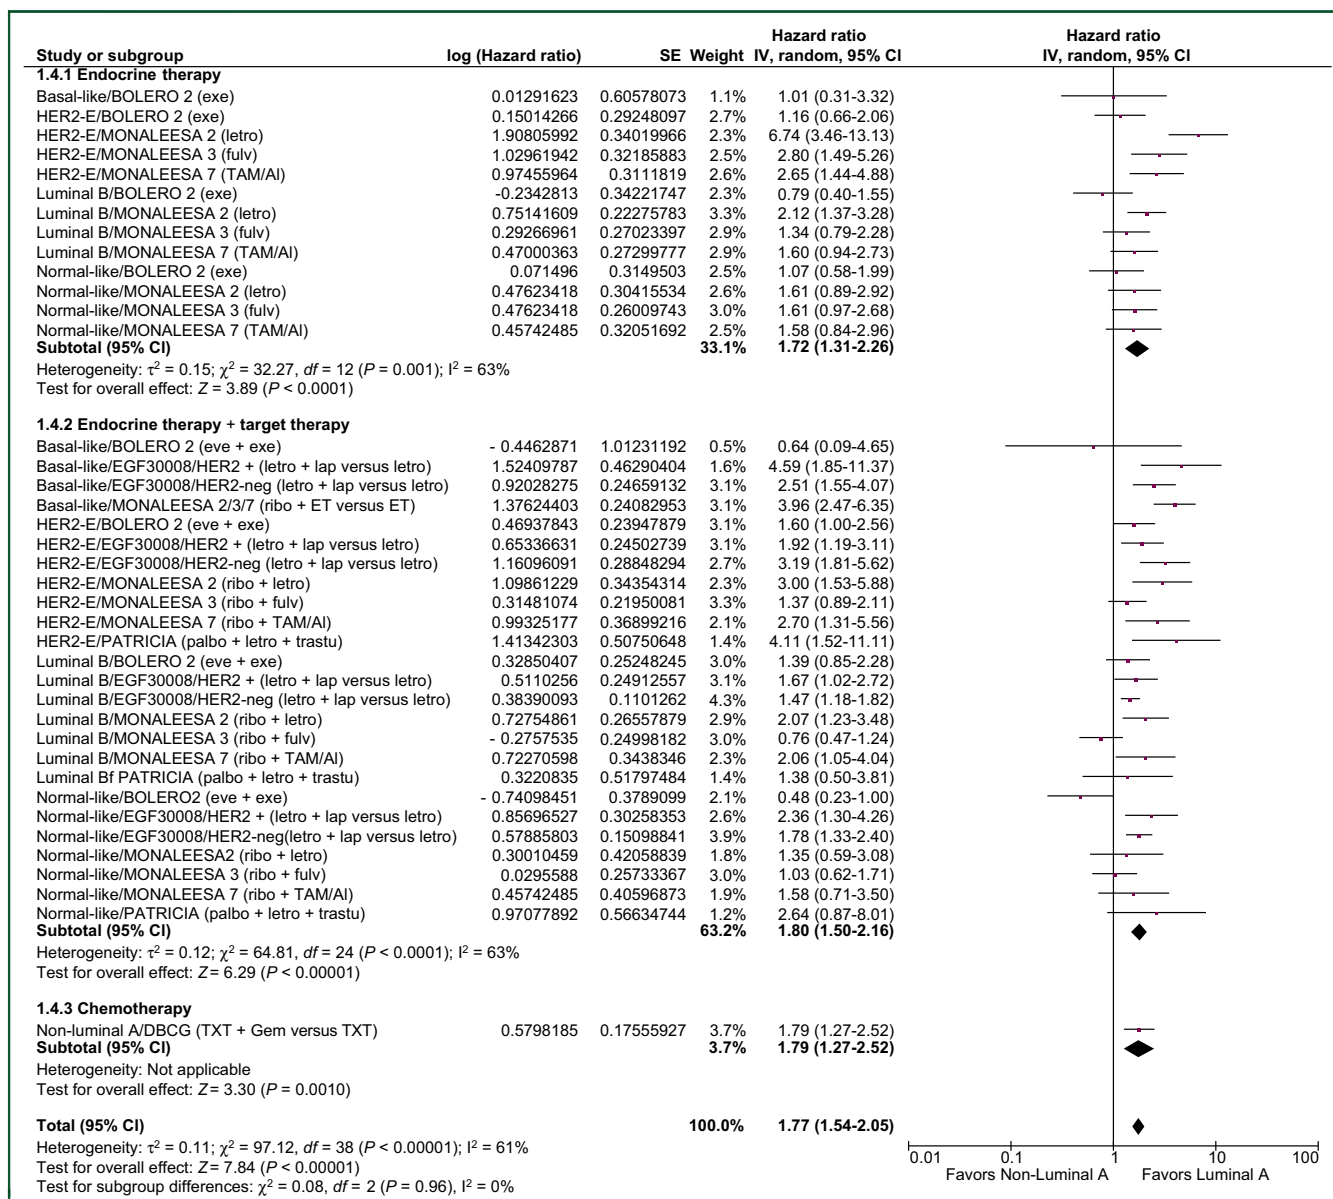 Hazard ratio Hazard ratio
Study or subgroup log (Hazard ratio) SE Weight IV, random, 95% CI IV, random, 95% CI
1.4.1 Endocrine therapy
Basal-like/BOLERO 2 (exe) 0.01291623 0.60578073 1.1% 1.01 (0.31-3.32)
HER2-E/BOLERO 2 (exe) 0.15014266 0.29248097 2.7% 1.16 (0.66-2.06)
HER2-E/MONALEESA 2 (letro) 1.90805992 0.34019966 2.3% 6.74 (3.46-13.13)
HER2-E/MONALEESA 3 (fulv) 1.02961942 0.32185883 2.5% 2.80 (1.49-5.26)
HER2-E/MONALEESA 7 (TAM/Al) 0.97455964 0.3111819 2.6% 2.65 (1.44-4.88)
Luminal B/BOLERO 2 (exe) -0.2342813 0.34221747 2.3% 0.79 (0.40-1.55)
Luminal B/MONALEESA 2 (letro) 0.75141609 0.22275783 3.3% 2.12 (1.37-3.28)
Luminal B/MONALEESA 3 (fulv) 0.29266961 0.27023397 2.9% 1.34 (0.79-2.28)
Luminal B/MONALEESA 7 (TAM/Al) 0.47000363 0.27299777 2.9% 1.60 (0.94-2.73)
Normal-like/BOLERO 2 (exe) 0.071496 0.3149503 2.5% 1.07 (0.58-1.99)
Normal-like/MONALEESA 2 (letro) 0.47623418 0.30415534 2.6% 1.61 (0.89-2.92)
Normal-like/MONALEESA 3 (fulv) 0.47623418 0.26009743 3.0% 1.61 (0.97-2.68)
Normal-like/MONALEESA 7 (TAM/Al) 0.45742485 0.32051692 2.5% 1.58 (0.84-2.96)
Subtotal (95% CI) 33.1% 1.72 (1.31-2.26)
Heterogeneity: τ² = 0.15; χ² = 32.27, df = 12 (P = 0.001); I² = 63%
Test for overall effect: Z = 3.89 (P < 0.0001)
1.4.2 Endocrine therapy + target therapy
Basal-like/BOLERO 2 (eve + exe) - 0.4462871 1.01231192 0.5% 0.64 (0.09-4.65)
Basal-like/EGF30008/HER2 + (letro + lap versus letro) 1.52409787 0.46290404 1.6% 4.59 (1.85-11.37)
Basal-like/EGF30008/HER2-neg (letro + lap versus letro) 0.92028275 0.24659132 3.1% 2.51 (1.55-4.07)
Basal-like/MONALEESA 2/3/7 (ribo + ET versus ET) 1.37624403 0.24082953 3.1% 3.96 (2.47-6.35)
HER2-E/BOLERO 2 (eve + exe) 0.46937843 0.23947879 3.1% 1.60 (1.00-2.56)
HER2-E/EGF30008/HER2 + (letro + lap versus letro) 0.65336631 0.24502739 3.1% 1.92 (1.19-3.11)
HER2-E/EGF30008/HER2-neg (letro + lap versus letro) 1.16096091 0.28848294 2.7% 3.19 (1.81-5.62)
HER2-E/MONALEESA 2 (ribo + letro) 1.09861229 0.34354314 2.3% 3.00 (1.53-5.88)
HER2-E/MONALEESA 3 (ribo + fulv) 0.31481074 0.21950081 3.3% 1.37 (0.89-2.11)
HER2-E/MONALEESA 7 (ribo + TAM/Al) 0.99325177 0.36899216 2.1% 2.70 (1.31-5.56)
HER2-E/PATRICIA (palbo + letro + trastu) 1.41342303 0.50750648 1.4% 4.11 (1.52-11.11)
Luminal B/BOLERO 2 (eve + exe) 0.32850407 0.25248245 3.0% 1.39 (0.85-2.28)
Luminal B/EGF30008/HER2 + (letro + lap versus letro) 0.5110256 0.24912557 3.1% 1.67 (1.02-2.72)
Luminal B/EGF30008/HER2-neg (letro + lap versus letro) 0.38390093 0.1101262 4.3% 1.47 (1.18-1.82)
Luminal B/MONALEESA 2 (ribo + letro) 0.72754861 0.26557879 2.9% 2.07 (1.23-3.48)
Luminal B/MONALEESA 3 (ribo + fulv) - 0.2757535 0.24998182 3.0% 0.76 (0.47-1.24)
Luminal B/MONALEESA 7 (ribo + TAM/Al) 0.72270598 0.3438346 2.3% 2.06 (1.05-4.04)
Luminal Bf PATRICIA (palbo + letro + trastu) 0.3220835 0.51797484 1.4% 1.38 (0.50-3.81)
Normal-like/BOLERO2 (eve + exe) - 0.74098451 0.3789099 2.1% 0.48 (0.23-1.00)
Normal-like/EGF30008/HER2 + (letro + lap versus letro) 0.85696527 0.30258353 2.6% 2.36 (1.30-4.26)
Normal-like/EGF30008/HER2-neg(letro + lap versus letro) 0.57885803 0.15098841 3.9% 1.78 (1.33-2.40)
Normal-like/MONALEESA2 (ribo + letro) 0.30010459 0.42058839 1.8% 1.35 (0.59-3.08)
Normal-like/MONALEESA 3 (ribo + fulv) 0.0295588 0.25733367 3.0% 1.03 (0.62-1.71)
Normal-like/MONALEESA 7 (ribo + TAM/Al) 0.45742485 0.40596873 1.9% 1.58 (0.71-3.50)
Normal-like/PATRICIA (palbo + letro + trastu) 0.97077892 0.56634744 1.2% 2.64 (0.87-8.01)
Subtotal (95% CI) 63.2% 1.80 (1.50-2.16)
Heterogeneity: τ² = 0.12; χ² = 64.81, df = 24 (P < 0.0001); I² = 63%
Test for overall effect: Z = 6.29 (P < 0.00001)
1.4.3 Chemotherapy
Non-luminal A/DBCG (TXT + Gem versus TXT) 0.5798185 0.17555927 3.7% 1.79 (1.27-2.52)
Subtotal (95% CI) 3.7% 1.79 (1.27-2.52)
Heterogeneity: Not applicable
Test for overall effect: Z = 3.30 (P = 0.0010)
Total (95% CI) 100.0% 1.77 (1.54-2.05)
Heterogeneity: τ² = 0.11; χ² = 97.12, df = 38 (P < 0.00001); I² = 61%
Test for overall effect: Z = 7.84 (P < 0.00001)
Test for subgroup differences: χ² = 0.08, df = 2 (P = 0.96), I² = 0%
0.01 0.1 1 10 100
Favors Non-Luminal A Favors Luminal A